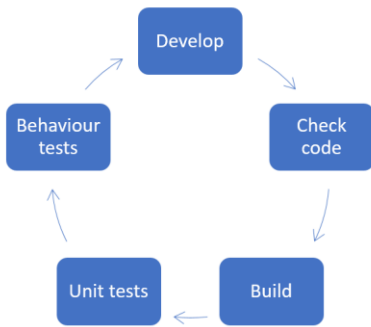 Develop
Check
code
Build
Unit tests
Behaviour
tests